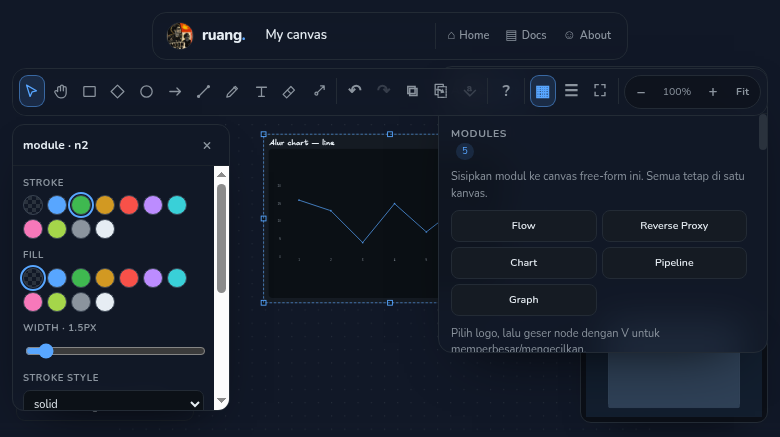 ruang.
My canvas
Home
Docs
About
100%
Fit
module · n2
STROKE
FILL
WIDTH · 1.5PX
STROKE STYLE
solid
Alur chart — line
MODULES
5
Sisipkan modul ke canvas free-form ini. Semua tetap di satu
kanvas.
Flow
Reverse Proxy
Chart
Pipeline
Graph
Pilih logo, lalu geser node dengan V untuk
memperbesar/mengecilkan.